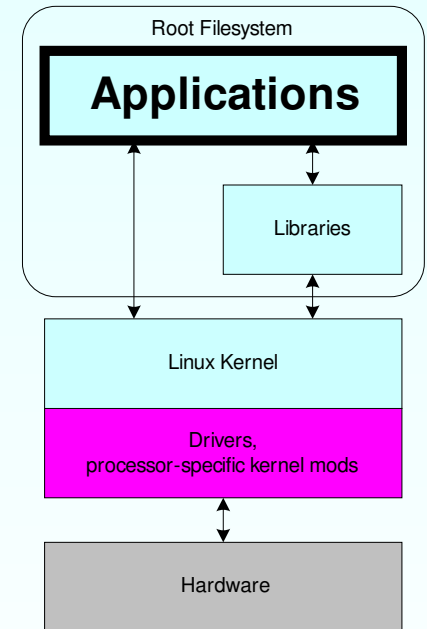 Root Filesystem
Applications
Libraries
Linux Kernel
Drivers,
processor-specific kernel mods
Hardware